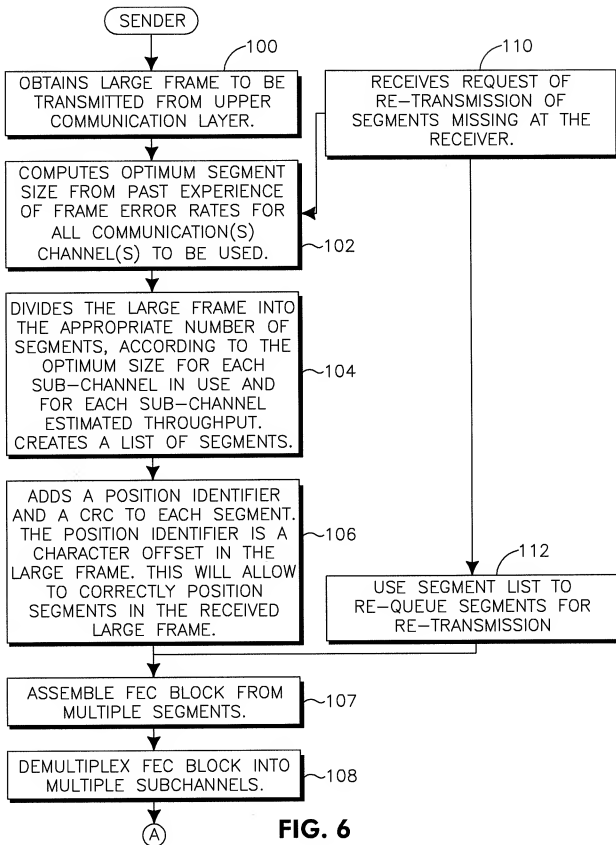 SENDER
100
OBTAINS LARGE FRAME TO BE
TRANSMITTED FROM UPPER
COMMUNICATION LAYER.
110
RECEIVES REQUEST OF
RE-TRANSMISSION OF
SEGMENTS MISSING AT THE
RECEIVER.
COMPUTES OPTIMUM SEGMENT
SIZE FROM PAST EXPERIENCE
OF FRAME ERROR RATES FOR
ALL COMMUNICATION(S)
CHANNEL(S) TO BE USED.
102
DIVIDES THE LARGE FRAME INTO
THE APPROPRIATE NUMBER OF
SEGMENTS, ACCORDING TO THE
OPTIMUM SIZE FOR EACH
SUB-CHANNEL IN USE AND
FOR EACH SUB-CHANNEL
ESTIMATED THROUGHPUT.
CREATES A LIST OF SEGMENTS.
104
ADDS A POSITION IDENTIFIER
AND A CRC TO EACH SEGMENT.
THE POSITION IDENTIFIER IS A
CHARACTER OFFSET IN THE
LARGE FRAME. THIS WILL ALLOW
TO CORRECTLY POSITION
SEGMENTS IN THE RECEIVED
LARGE FRAME.
106
112
USE SEGMENT LIST TO
RE-QUEUE SEGMENTS FOR
RE-TRANSMISSION
ASSEMBLE FEC BLOCK FROM
MULTIPLE SEGMENTS.
107
DEMULTIPLEX FEC BLOCK INTO
MULTIPLE SUBCHANNELS.
108
A
FIG. 6